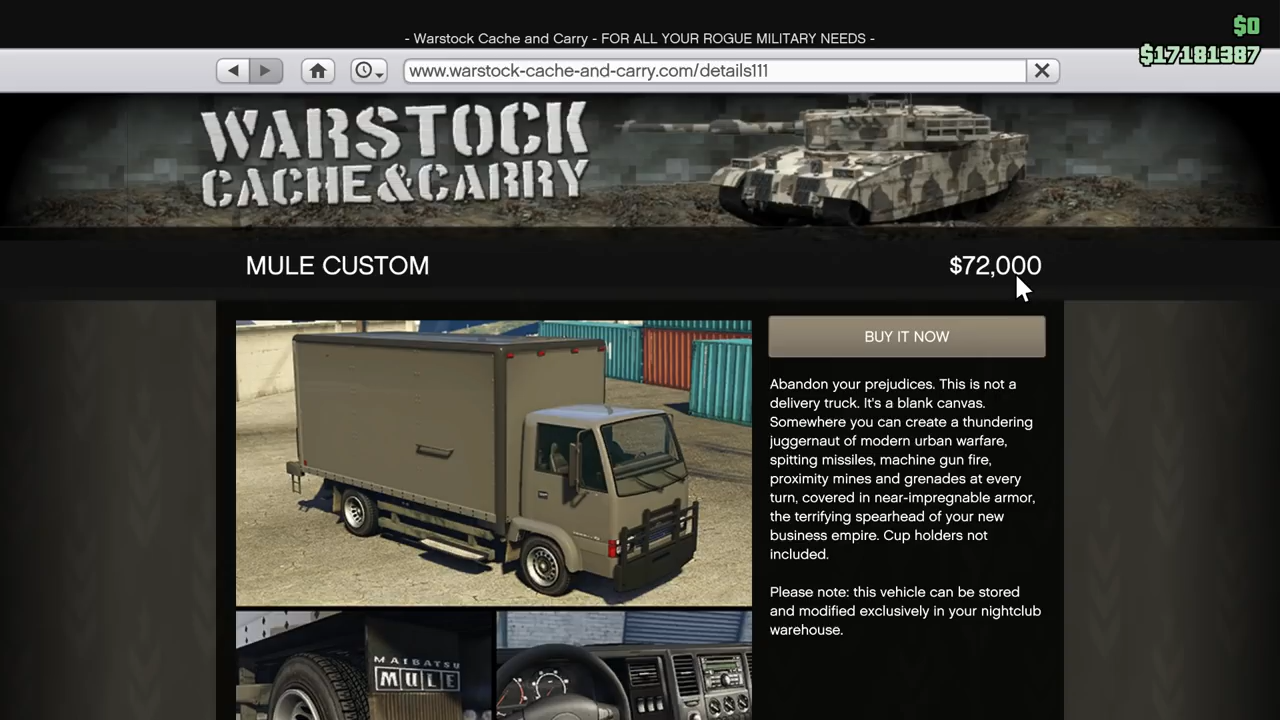 $0
- Warstock Cache and Carry - FOR ALL YOUR ROGUE MILITARY NEEDS -
$17181387
www.warstock-cache-and-carry.com/details111
WARSTOCK
CACHE&CARRY
MULE CUSTOM
$72,000
BUY IT NOW
Abandon your prejudices. This is not a
delivery truck. It's a blank canvas.
Somewhere you can create a thundering
juggernaut of modern urban warfare,
spitting missiles, machine gun fire,
proximity mines and grenades at every
turn, covered in near-impregnable armor,
the terrifying spearhead of your new
business empire. Cup holders not
included.
Please note: this vehicle can be stored
and modified exclusively in your nightclub
warehouse.
MAIBATSU
MULE